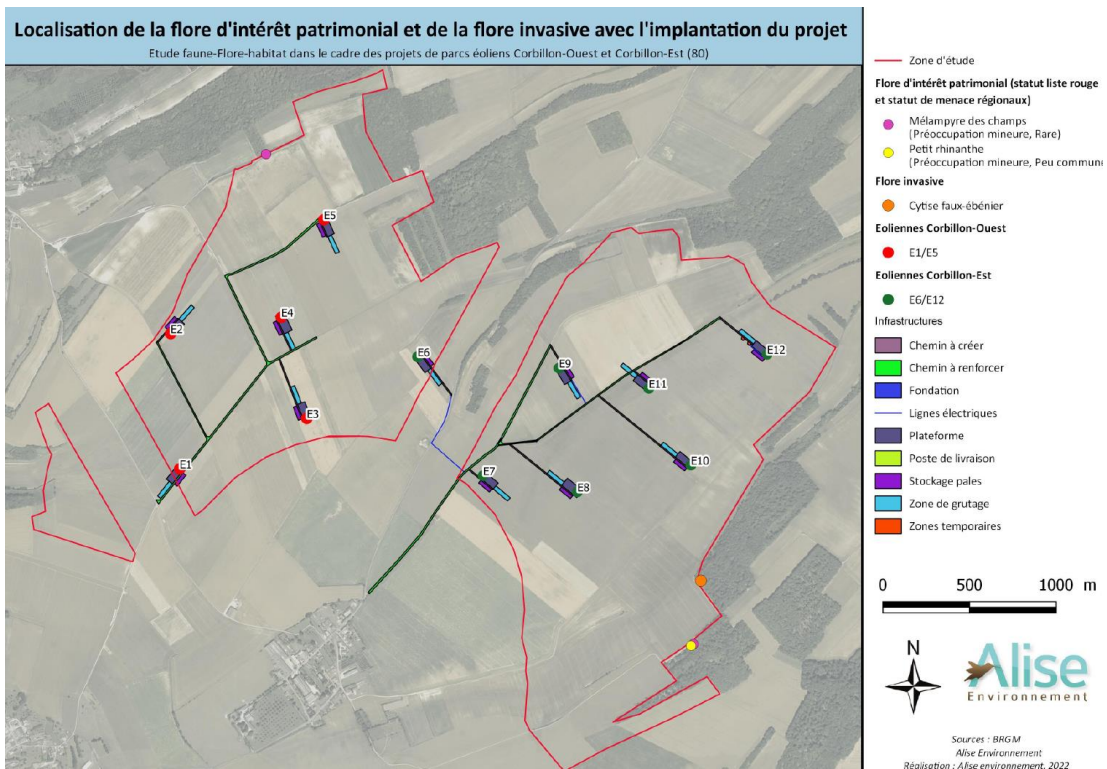 Localisation de la flore d'intérêt patrimonial et de la flore invasive avec l'implantation du projet
Etude faune-Flore-habitat dans le cadre des projets de parcs éoliens Corbillon-Ouest et Corbillon-Est (80)
E5
E4
E2
E3
E1
E6
E9
E12
E11
E10
E7
E8
Zone d'étude
Flore d'intérêt patrimonial (statut liste rouge
et statut de menace régionaux)
Mélampyre des champs
(Préoccupation mineure, Rare)
Petit rhinanthe
(Préoccupation mineure, Peu commune
Flore invasive
Cytise faux-ébénier
Eoliennes Corbillon-Ouest
E1/E5
Eoliennes Corbillon-Est
E6/E12
Infrastructures
Chemin à créer
Chemin à renforcer
Fondation
Lignes électriques
Plateforme
Poste de livraison
Stockage pales
Zone de grutage
Zones temporaires
0 500 1000 m
N
Alise
Environnement
Sources : BRGM
Alise Environnement
Réalisation : Alise environnement, 2022